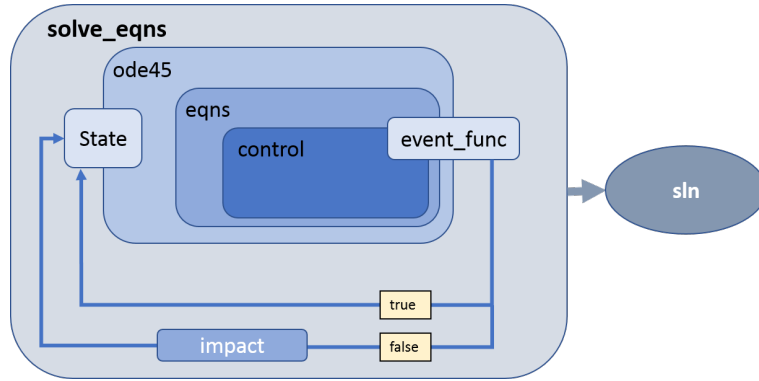 solve_eqns
ode45
eqns
State
control
event_func
sln
true
impact
false